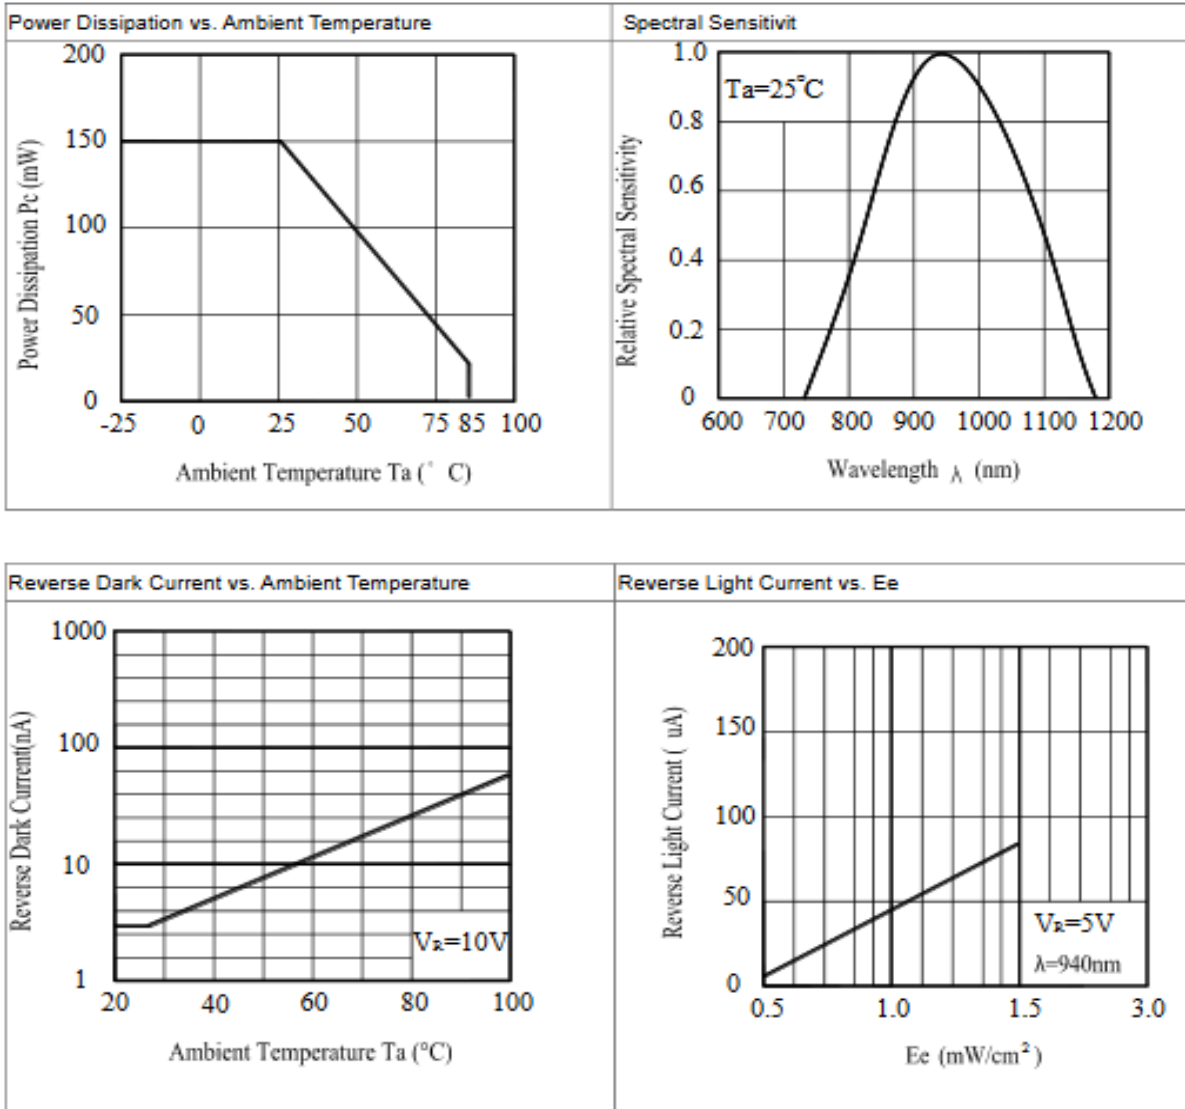 Power Dissipation vs. Ambient Temperature
200
150
100
50
0
-25 0 25 50 75 85 100
Power Dissipation Pc (mW)
Ambient Temperature Ta (° C)
Spectral Sensitivit
Ta=25°C
1.0
0.8
0.6
0.4
0.2
0
600 700 800 900 1000 1100 1200
Relative Spectral Sensitivity
Wavelength λ (nm)
Reverse Dark Current vs. Ambient Temperature
1000
100
10
1
20 40 60 80 100
Reverse Dark Current(nA)
VR=10V
Ambient Temperature Ta (°C)
Reverse Light Current vs. Ee
200
150
100
50
0
0.5 1.0 1.5 3.0
Reverse Light Current ( uA)
VR=5V
λ=940nm
Ee (mW/cm²)